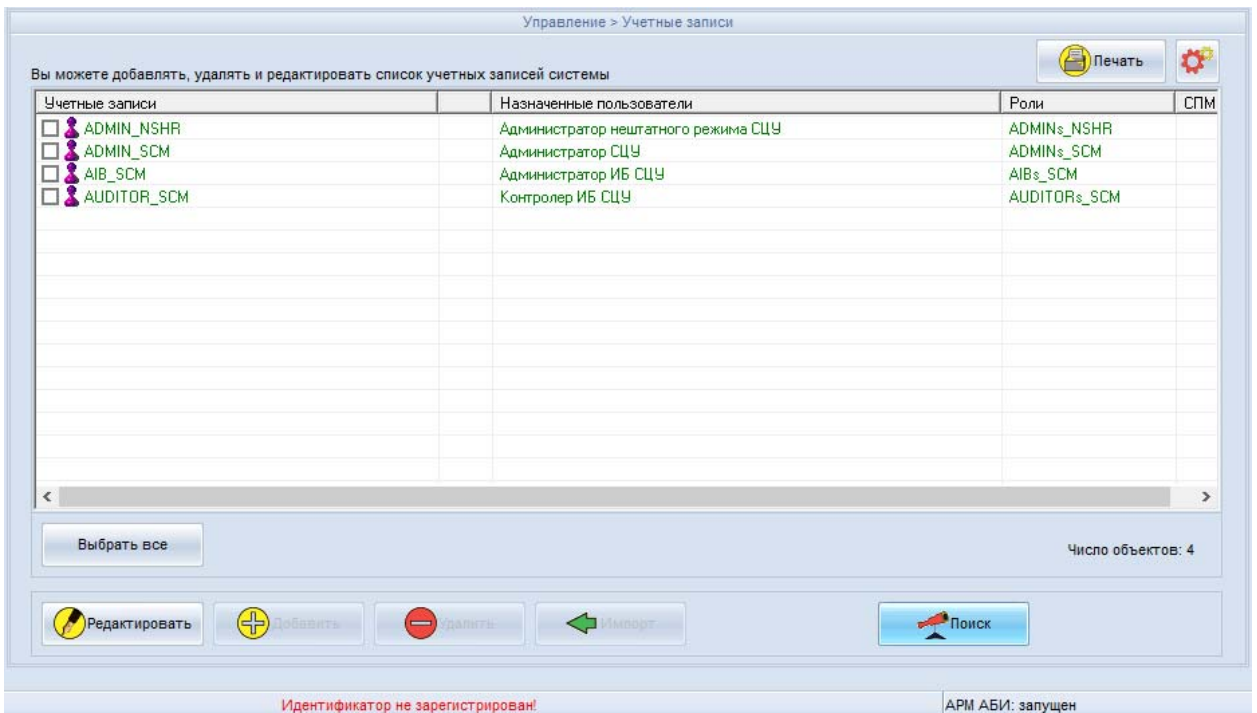 Управление > Учетные записи
Печать
Вы можете добавлять, удалять и редактировать список учетных записей системы
Учетные записи Назначенные пользователи Роли СПМ
ADMIN_NSHR Администратор нештатного режима СЦУ ADMINs_NSHR
ADMIN_SCM Администратор СЦУ ADMINs_SCM
AIB_SCM Администратор ИБ СЦУ AIBs_SCM
AUDITOR_SCM Контролер ИБ СЦУ AUDITORs_SCM
Выбрать все Число объектов: 4
Редактировать Добавить Удалить Импорт Поиск
Идентификатор не зарегистрирован! АРМ АБИ: запущен